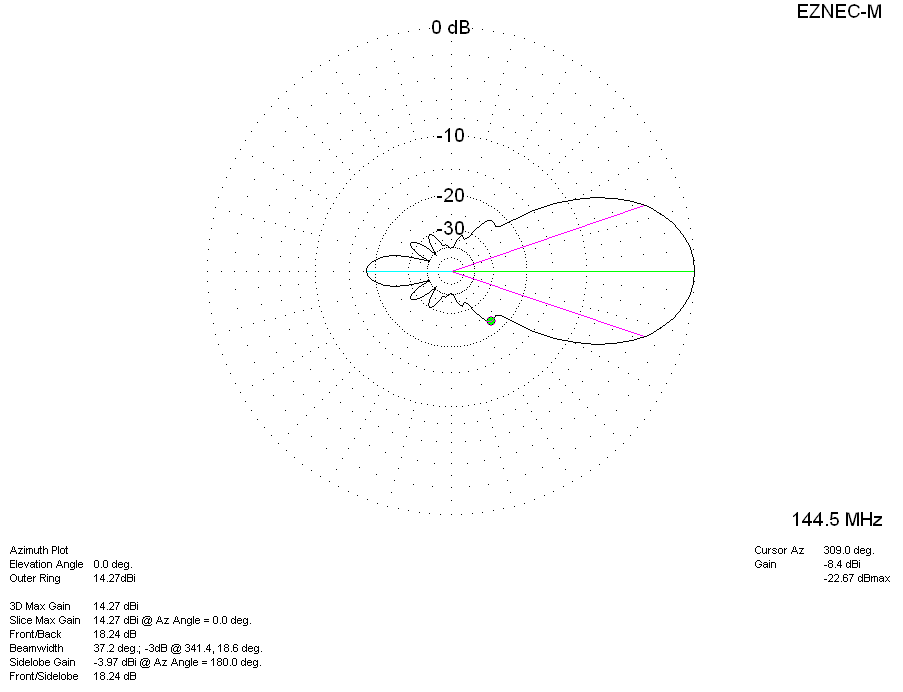 EZNEC-M
0 dB
-10
-20
-30
144.5 MHz
Azimuth Plot
Elevation Angle 0.0 deg.
Outer Ring 14.27dBi
Cursor Az 309.0 deg.
Gain -8.4 dBi
-22.67 dBmax
3D Max Gain 14.27 dBi
Slice Max Gain 14.27 dBi @ Az Angle = 0.0 deg.
Front/Back 18.24 dB
Beamwidth 37.2 deg.; -3dB @ 341.4, 18.6 deg.
Sidelobe Gain -3.97 dBi @ Az Angle = 180.0 deg.
Front/Sidelobe 18.24 dB